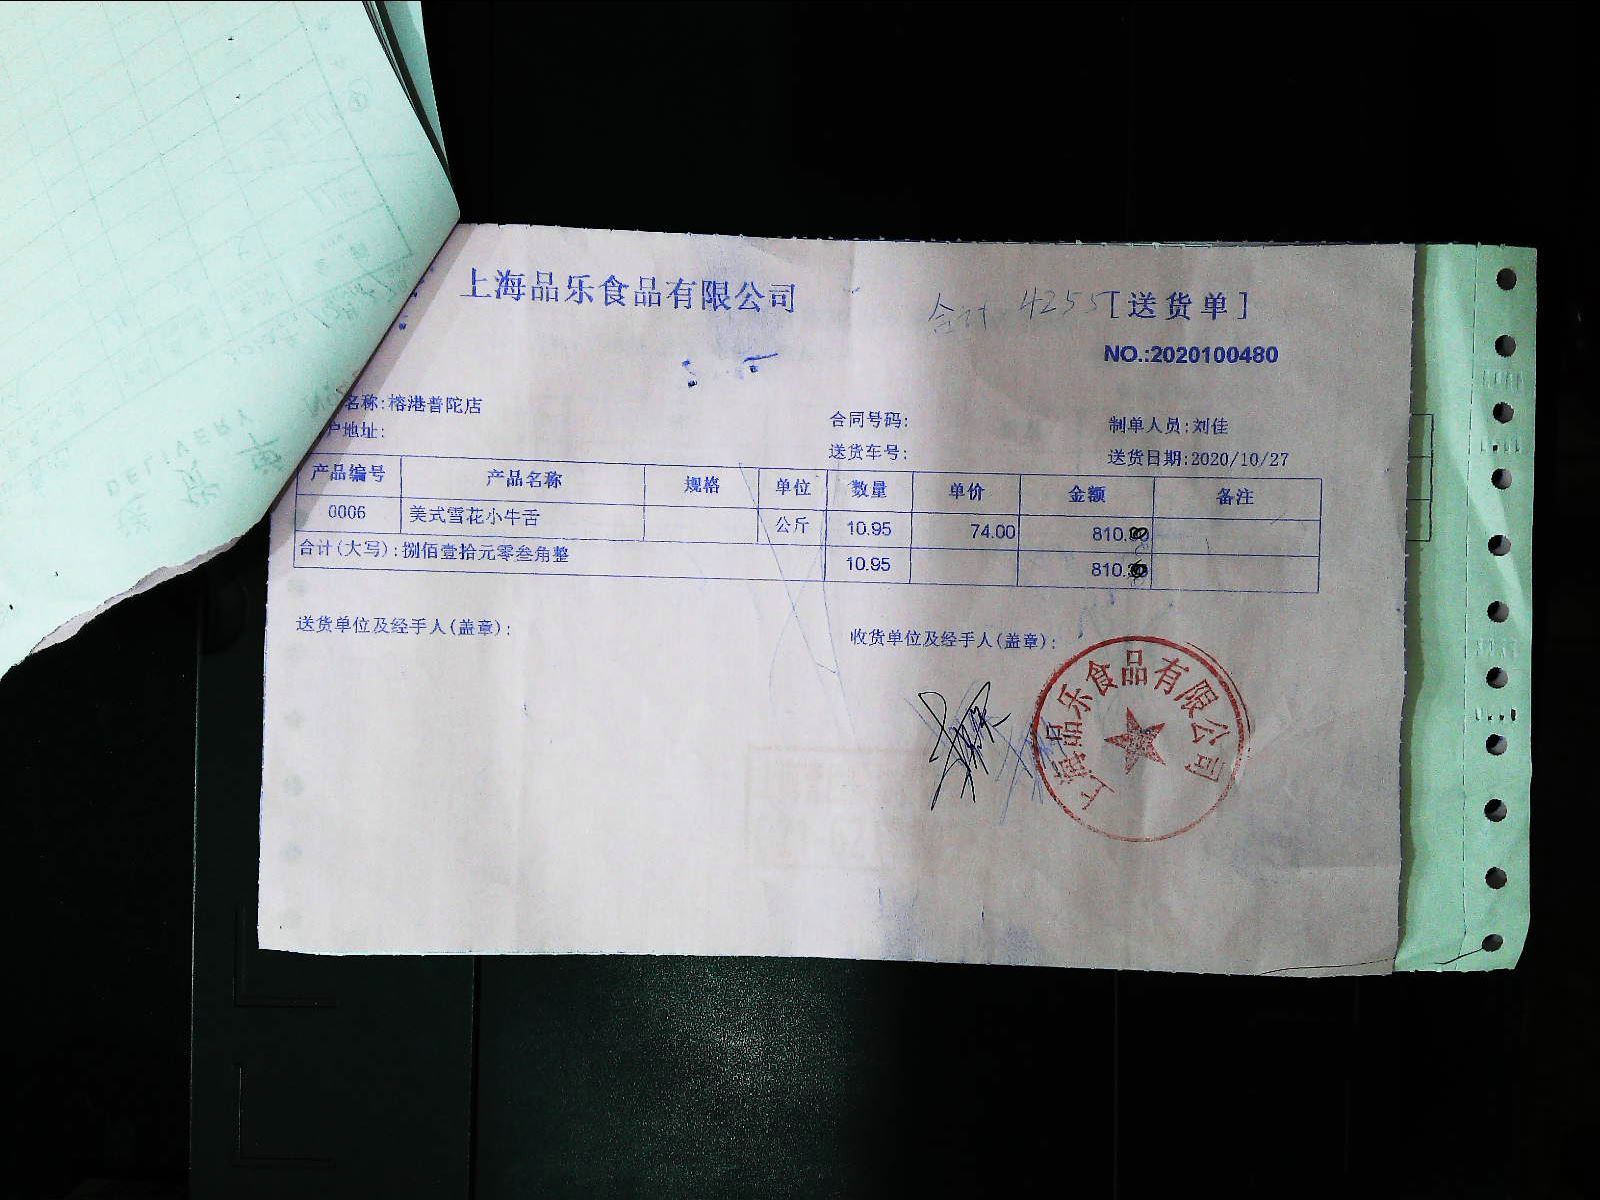 上海品乐食品有限公司
合计 4255 [送货单]
NO.:2020100480
名称:榕港普陀店
户地址:
合同号码:
制单人员:刘佳
送货车号:
送货日期:2020/10/27
产品编号 产品名称 规格 单位 数量 单价 金额 备注
0006 美式雪花小牛舌 公斤 10.95 74.00 810.
合计(大写):捌佰壹拾元零叁角整 10.95 810.
送货单位及经手人(盖章):
收货单位及经手人(盖章):
上海品乐食品有限公司
DELIVERY